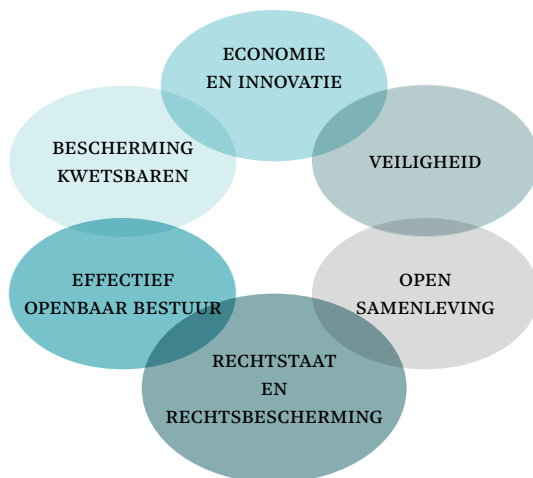 ECONOMIE
EN INNOVATIE
BESCHERMING
KWETSBAREN
VEILIGHEID
EFFECTIEF
OPENBAAR BESTUUR
OPEN
SAMENLEVING
RECHTSTAAT
EN
RECHTSBESCHERMING